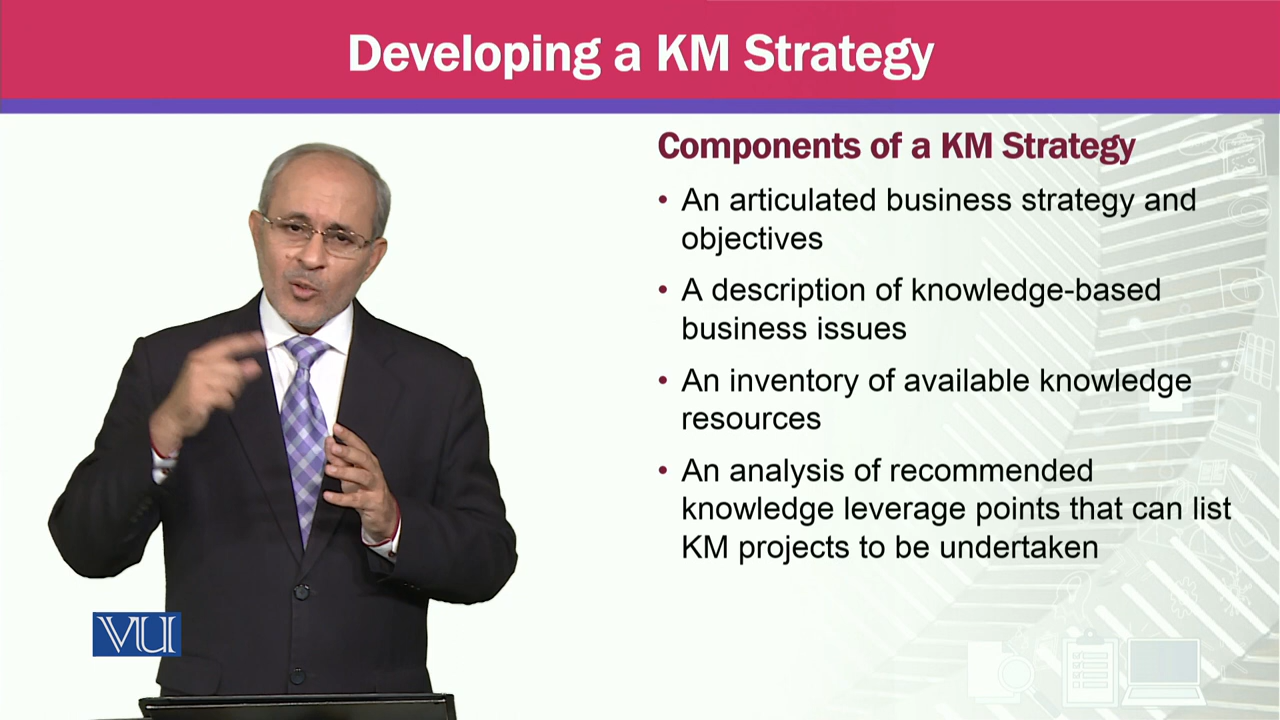 Developing a KM Strategy
Components of a KM Strategy
• An articulated business strategy and
objectives
• A description of knowledge-based
business issues
• An inventory of available knowledge
resources
• An analysis of recommended
knowledge leverage points that can list
KM projects to be undertaken
VU